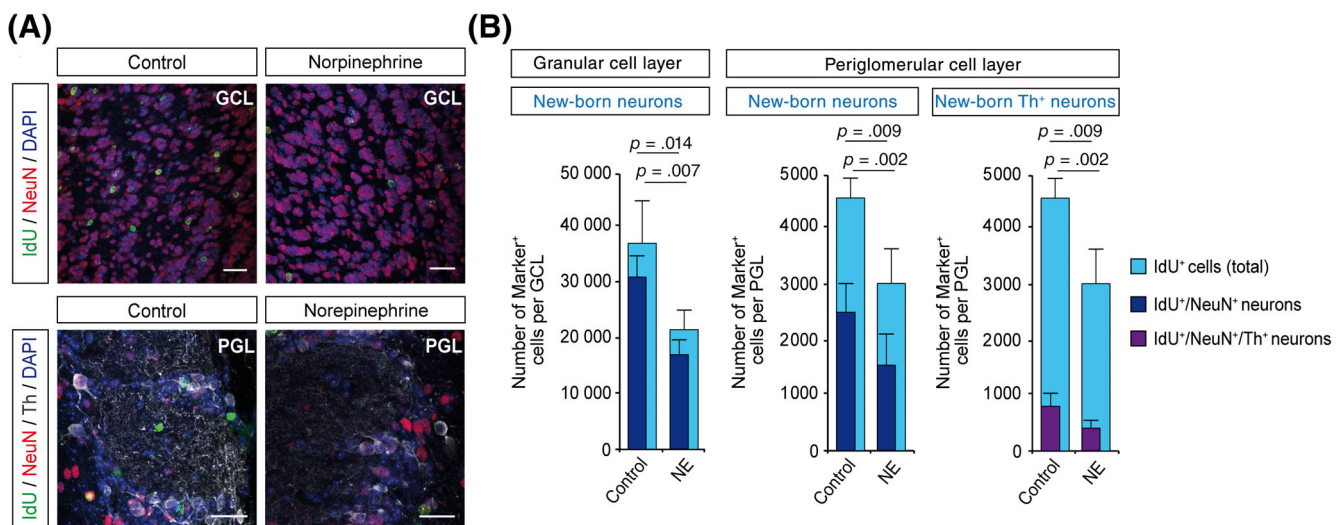 (A)
Control
Norpinephrine
IdU / NeuN / DAPI
GCL
GCL
Control
Norepinephrine
IdU / NeuN / Th / DAPI
PGL
PGL
(B)
Granular cell layer
Periglomerular cell layer
New-born neurons
New-born neurons
New-born Th⁺ neurons
p = .014
p = .007
Number of Marker⁺
cells per GCL
50 000
40 000
30 000
20 000
10 000
0
Control
NE
p = .009
p = .002
Number of Marker⁺
cells per PGL
5000
4000
3000
2000
1000
0
Control
NE
p = .009
p = .002
Number of Marker⁺
cells per PGL
5000
4000
3000
2000
1000
0
Control
NE
IdU⁺ cells (total)
IdU⁺/NeuN⁺ neurons
IdU⁺/NeuN⁺/Th⁺ neurons